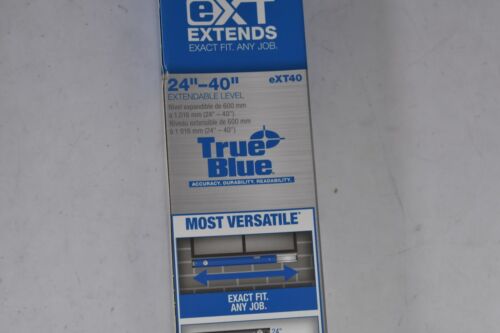 eXT
EXTENDS
EXACT FIT. ANY JOB.
24"–40" eXT40
EXTENDABLE LEVEL
Nivel expandible de 600 mm
a 1,016 mm (24" – 40")
Niveau extensible de 600 mm
à 1 016 mm (24" – 40")
True
Blue
ACCURACY. DURABILITY. READABILITY.
MOST VERSATILE
EXACT FIT.
ANY JOB.
24"